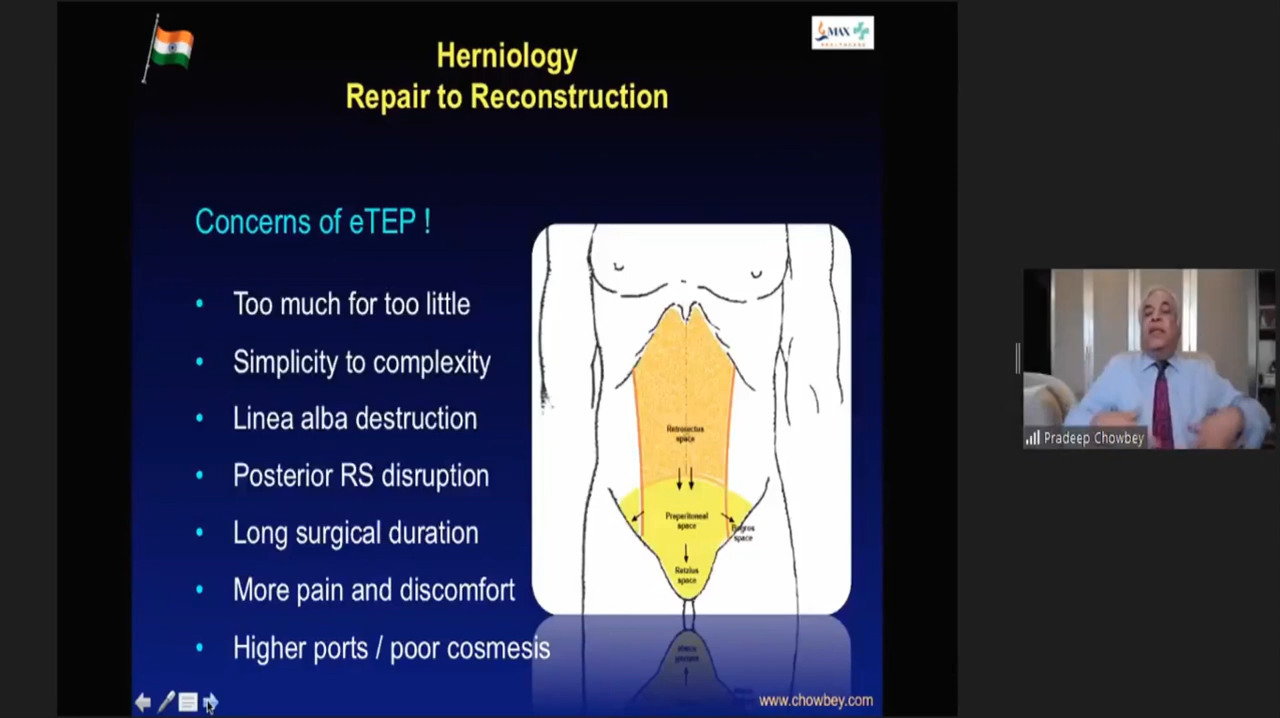 Herniology
Repair to Reconstruction
MAX
HEALTHCARE
Concerns of eTEP !
• Too much for too little
• Simplicity to complexity
• Linea alba destruction
• Posterior RS disruption
• Long surgical duration
• More pain and discomfort
• Higher ports / poor cosmesis
Retrorectus
space
Preperitoneal
space
Bogros
space
Retzius
space
www.chowbey.com
Pradeep Chowbey